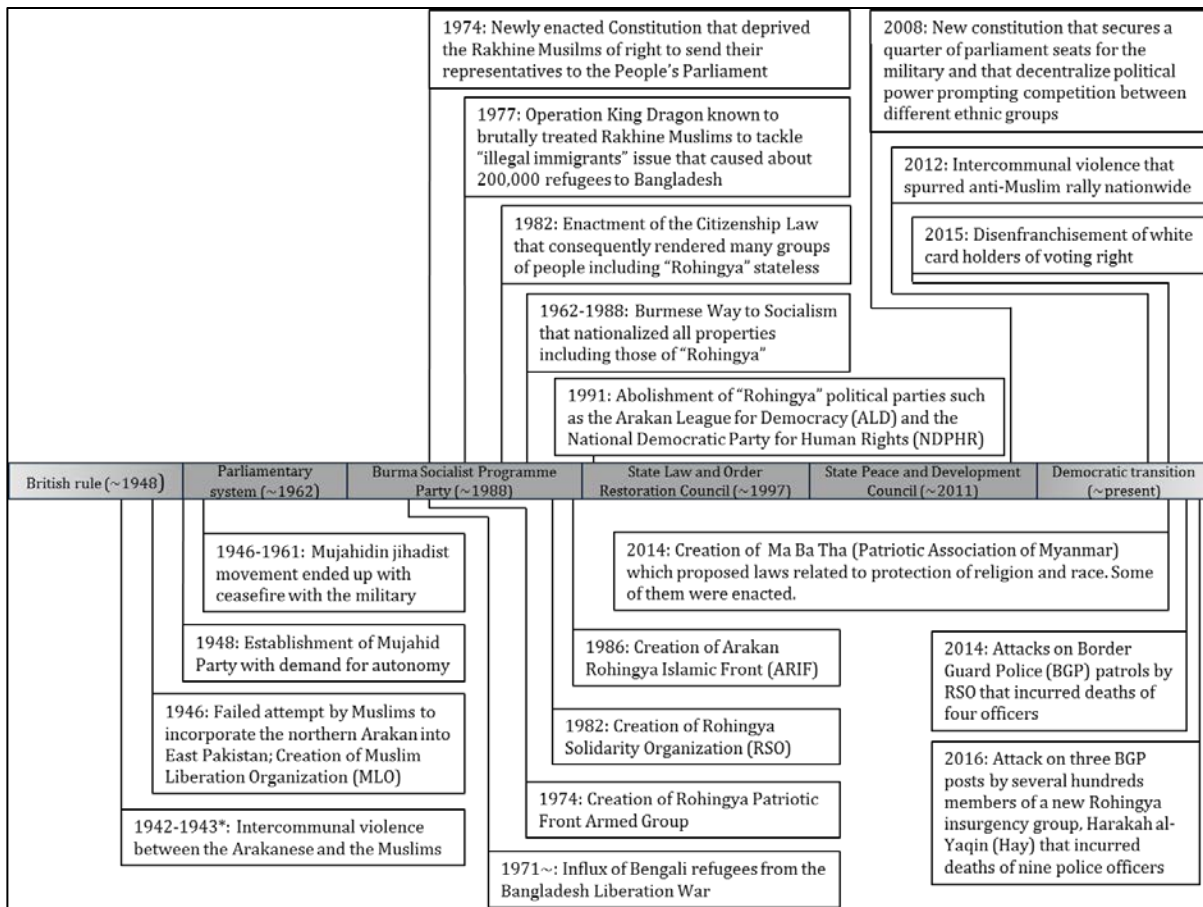 1974: Newly enacted Constitution that deprived
the Rakhine Musilms of right to send their
representatives to the People's Parliament
2008: New constitution that secures a
quarter of parliament seats for the
military and that decentralize political
power prompting competition between
different ethnic groups
1977: Operation King Dragon known to
brutally treated Rakhine Muslims to tackle
"illegal immigrants" issue that caused about
200,000 refugees to Bangladesh
2012: Intercommunal violence that
spurred anti-Muslim rally nationwide
1982: Enactment of the Citizenship Law
that consequently rendered many groups
of people including "Rohingya" stateless
2015: Disenfranchisement of white
card holders of voting right
1962-1988: Burmese Way to Socialism
that nationalized all properties
including those of "Rohingya"
1991: Abolishment of "Rohingya" political parties such
as the Arakan League for Democracy (ALD) and the
National Democratic Party for Human Rights (NDPHR)
British rule (~1948)
Parliamentary
system (~1962)
Burma Socialist Programme
Party (~1988)
State Law and Order
Restoration Council (~1997)
State Peace and Development
Council (~2011)
Democratic transition
(~present)
1946-1961: Mujahidin jihadist
movement ended up with
ceasefire with the military
2014: Creation of Ma Ba Tha (Patriotic Association of Myanmar)
which proposed laws related to protection of religion and race. Some
of them were enacted.
1948: Establishment of Mujahid
Party with demand for autonomy
1986: Creation of Arakan
Rohingya Islamic Front (ARIF)
2014: Attacks on Border
Guard Police (BGP) patrols by
RSO that incurred deaths of
four officers
1946: Failed attempt by Muslims to
incorporate the northern Arakan into
East Pakistan; Creation of Muslim
Liberation Organization (MLO)
1982: Creation of Rohingya
Solidarity Organization (RSO)
2016: Attack on three BGP
posts by several hundreds
members of a new Rohingya
insurgency group, Harakah al-
Yaqin (Hay) that incurred
deaths of nine police officers
1974: Creation of Rohingya Patriotic
Front Armed Group
1942-1943*: Intercommunal violence
between the Arakanese and the Muslims
1971~: Influx of Bengali refugees from the
Bangladesh Liberation War